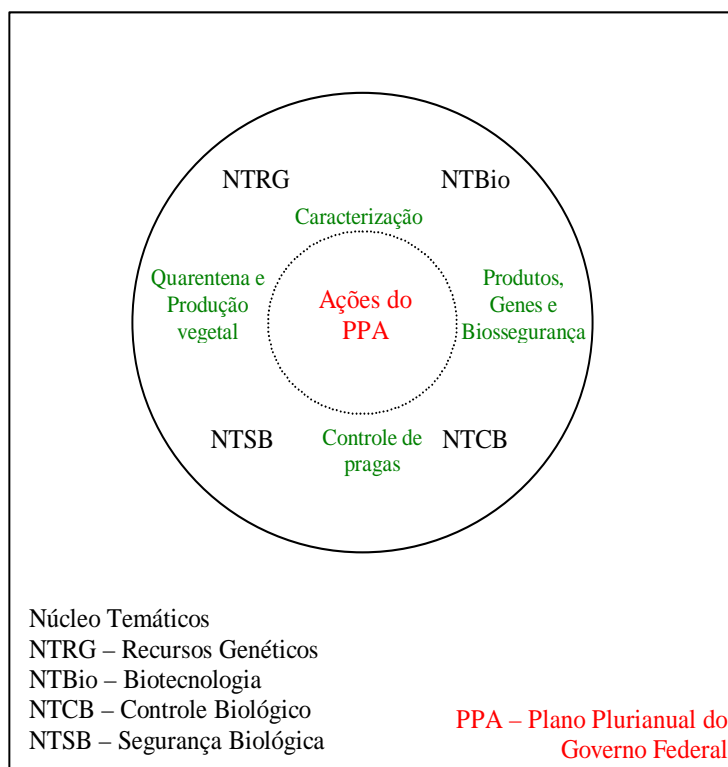 NTRG
NTBio
Caracterização
Quarentena e
Produção
vegetal
Ações do
PPA
Produtos,
Genes e
Biossegurança
NTSB
Controle de
pragas
NTCB
Núcleo Temáticos
NTRG – Recursos Genéticos
NTBio – Biotecnologia
NTCB – Controle Biológico
NTSB – Segurança Biológica
PPA – Plano Plurianual do
Governo Federal